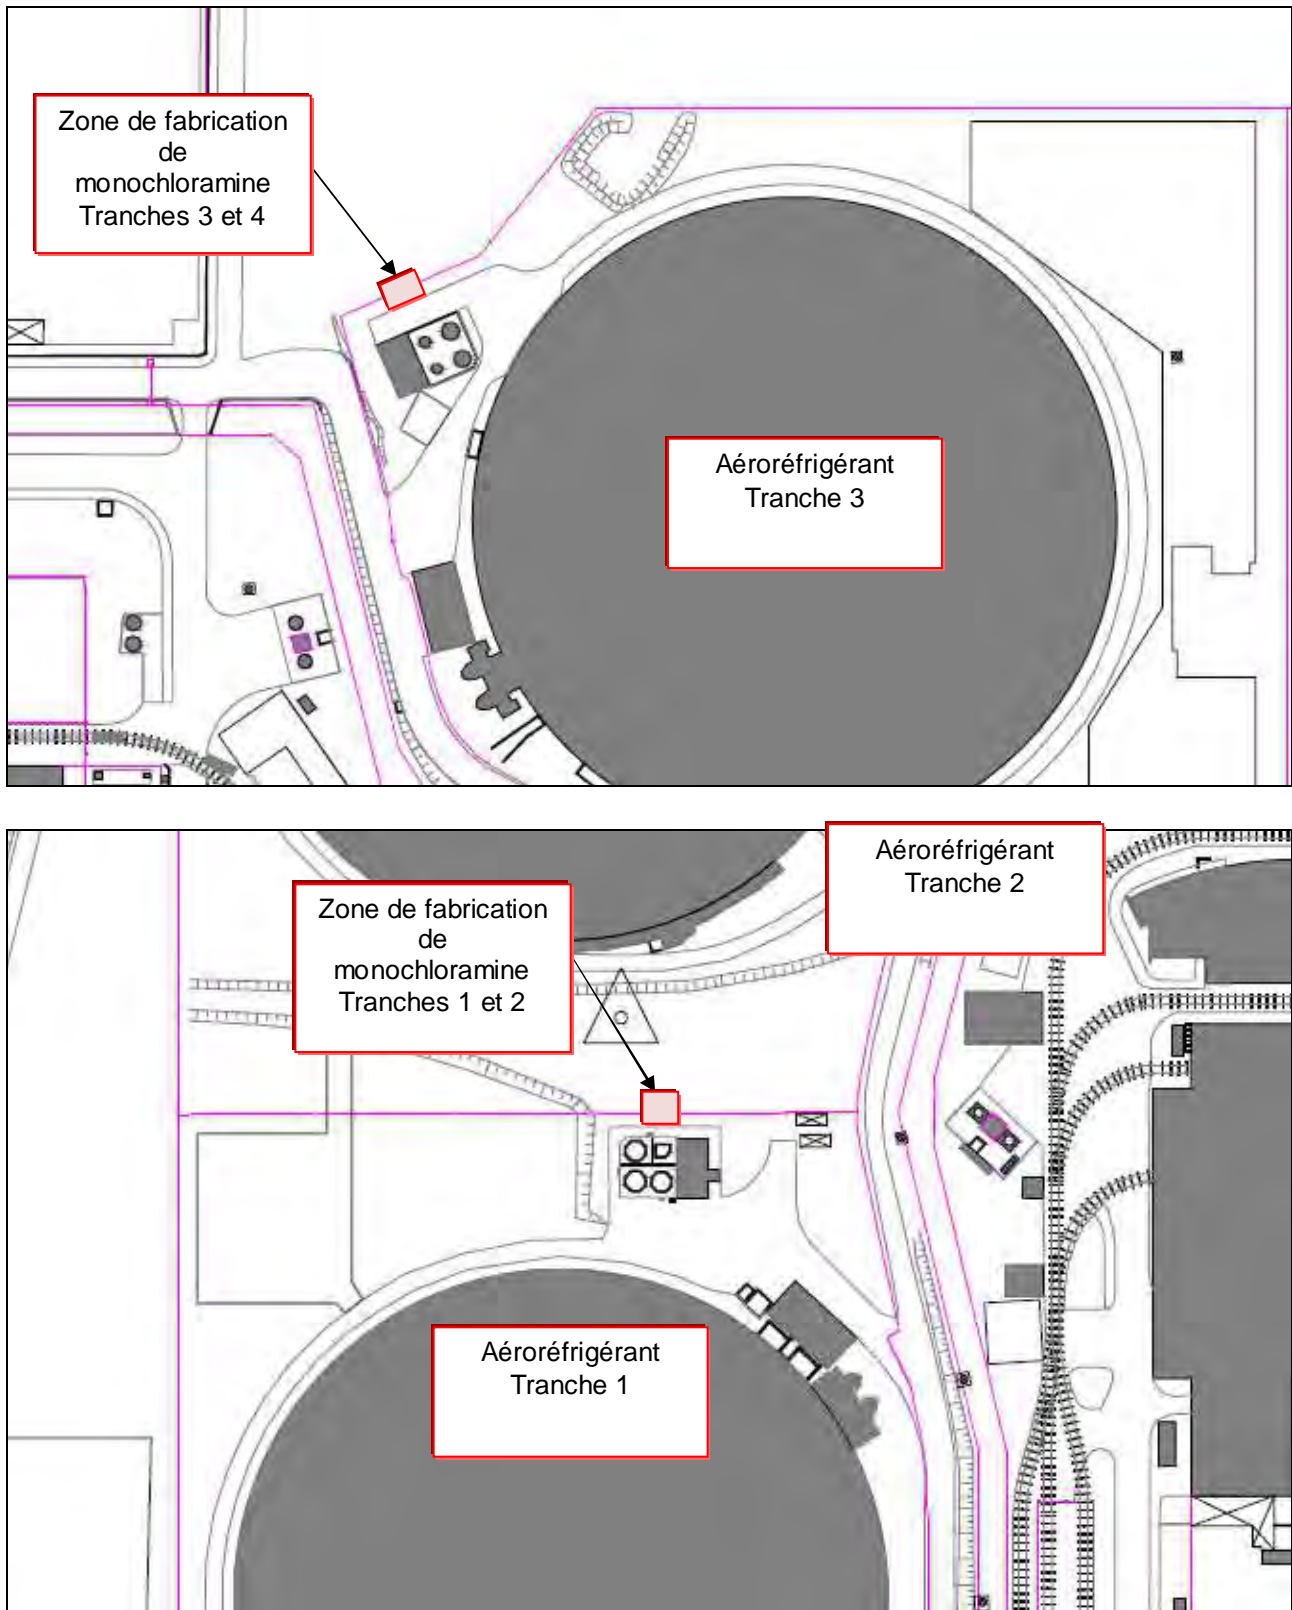 Zone de fabrication
de
monochloramine
Tranches 3 et 4
Aéroréfrigérant
Tranche 3
Aéroréfrigérant
Tranche 2
Zone de fabrication
de
monochloramine
Tranches 1 et 2
Aéroréfrigérant
Tranche 1